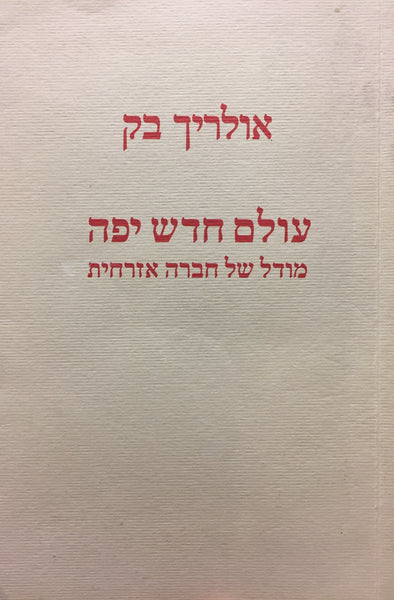 אולריך בק
עולם חדש יפה
מודל של חברה אזרחית